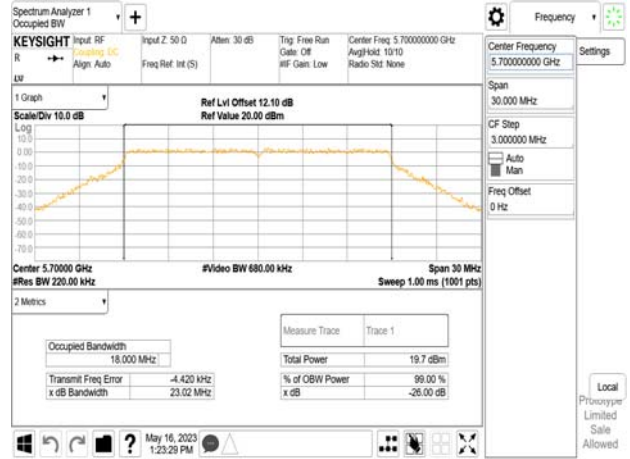 Spectrum Analyzer 1
Occupied BW
Frequency
KEYSIGHT
Input: RF
Coupling: DC
Align: Auto
Input Z: 50 Ω
Freq Ref: Int (S)
Atten: 30 dB
Trig: Free Run
Gate: Off
#IF Gain: Low
Center Freq: 5.700000000 GHz
Avg|Hold: 10/10
Radio Std: None
R
Center Frequency
5.700000000 GHz
Settings
Span
30.000 MHz
CF Step
3.000000 MHz
Auto
Man
Freq Offset
0 Hz
1 Graph
Scale/Div 10.0 dB
Ref Lvl Offset 12.10 dB
Ref Value 20.00 dBm
Log
10.0
0.00
-10.0
-20.0
-30.0
-40.0
-50.0
-60.0
-70.0
Center 5.70000 GHz
#Res BW 220.00 kHz
#Video BW 680.00 kHz
Span 30 MHz
Sweep 1.00 ms (1001 pts)
2 Metrics
Measure Trace
Trace 1
Occupied Bandwidth
18.000 MHz
Total Power
19.7 dBm
Transmit Freq Error
-4.420 kHz
% of OBW Power
99.00 %
x dB Bandwidth
23.02 MHz
x dB
-26.00 dB
Local
Prototype
Limited
Sale
Allowed
?
May 16, 2023
1:23:29 PM